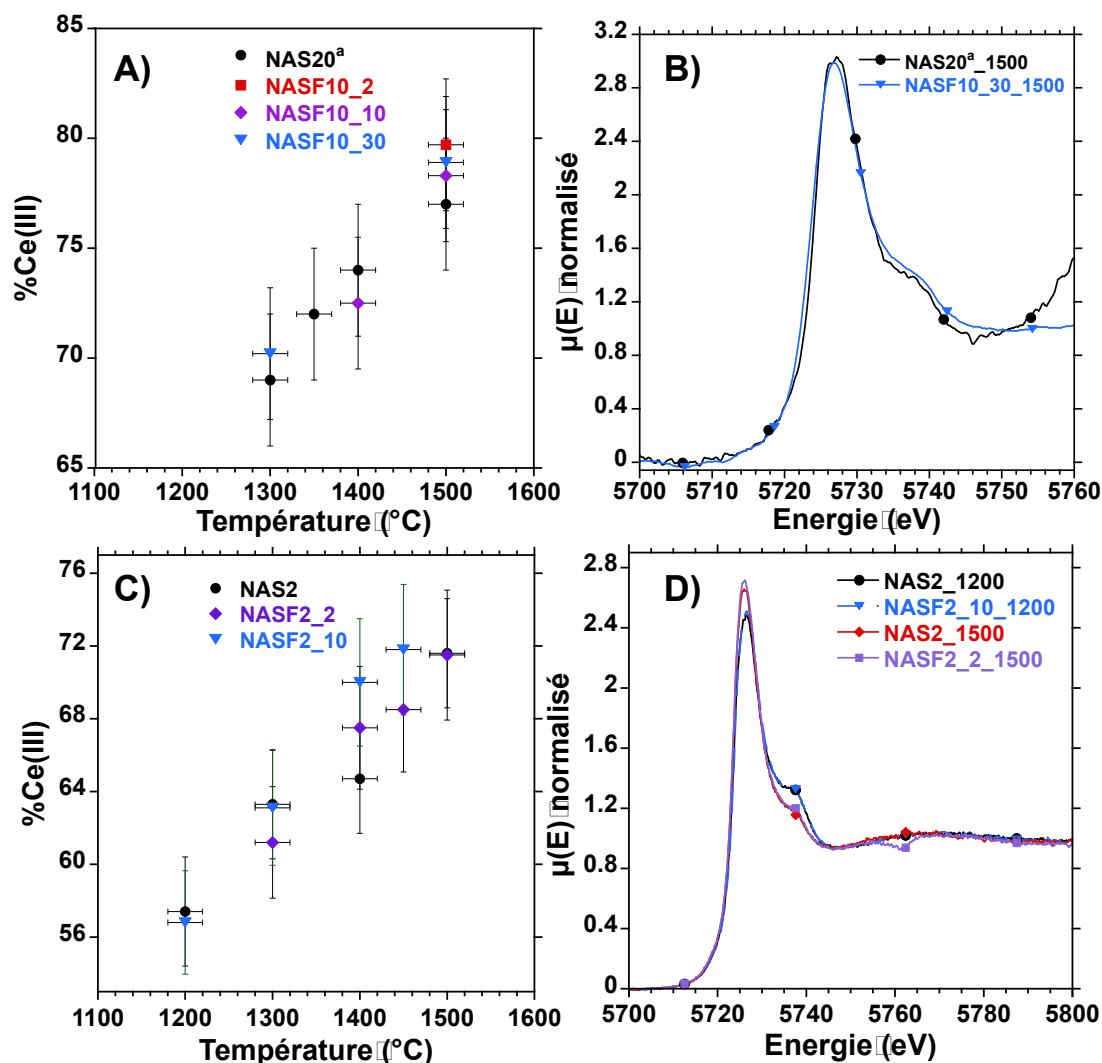 A)
NAS20ᵃ
NASF10_2
NASF10_10
NASF10_30
%Ce(III)
85
80
75
70
65
1100 1200 1300 1400 1500 1600
Température (°C)
B)
NAS20ᵃ_1500
NASF10_30_1500
µ(E) normalisé
3.2
2.8
2.4
2.0
1.6
1.2
0.8
0.4
0
5700 5710 5720 5730 5740 5750 5760
Energie (eV)
C)
NAS2
NASF2_2
NASF2_10
%Ce(III)
76
72
68
64
60
56
1100 1200 1300 1400 1500 1600
Température (°C)
D)
NAS2_1200
NASF2_10_1200
NAS2_1500
NASF2_2_1500
µ(E) normalisé
2.8
2.4
2.0
1.6
1.2
0.8
0.4
0
5700 5720 5740 5760 5780 5800
Energie (eV)